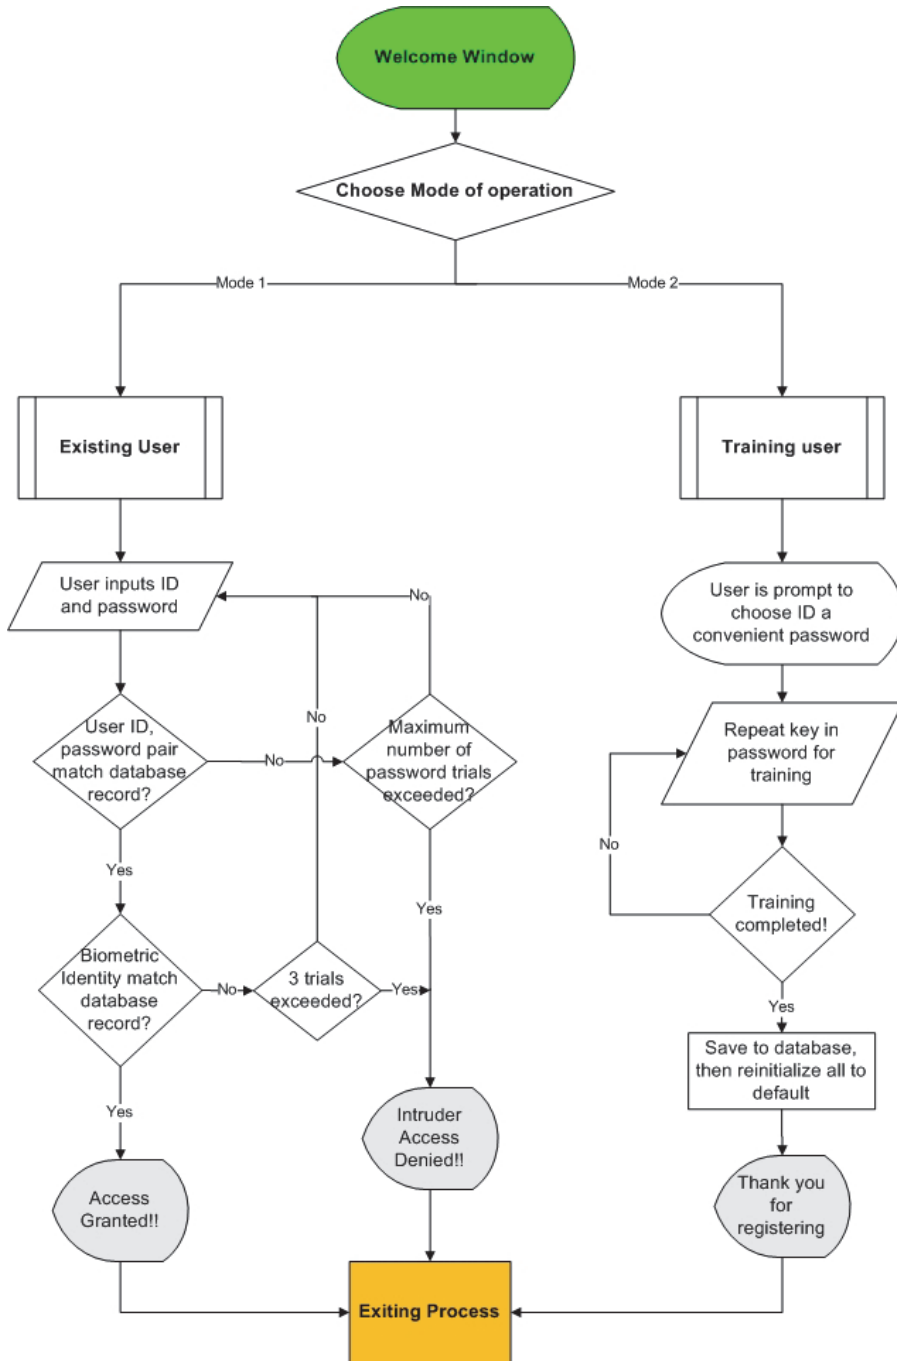 Welcome Window
Choose Mode of operation
Mode 1
Mode 2
Existing User
Training user
User inputs ID
and password
No
User is prompt to
choose ID a
convenient password
User ID,
password pair
match database
record?
No
No
Maximum
number of
password trials
exceeded?
Repeat key in
password for
training
No
Yes
Yes
Training
completed!
Biometric
Identity match
database
record?
No
3 trials
exceeded?
Yes
Yes
Save to database,
then reinitialize all to
default
Yes
Intruder
Access
Denied!!
Access
Granted!!
Thank you
for
registering
Exiting Process